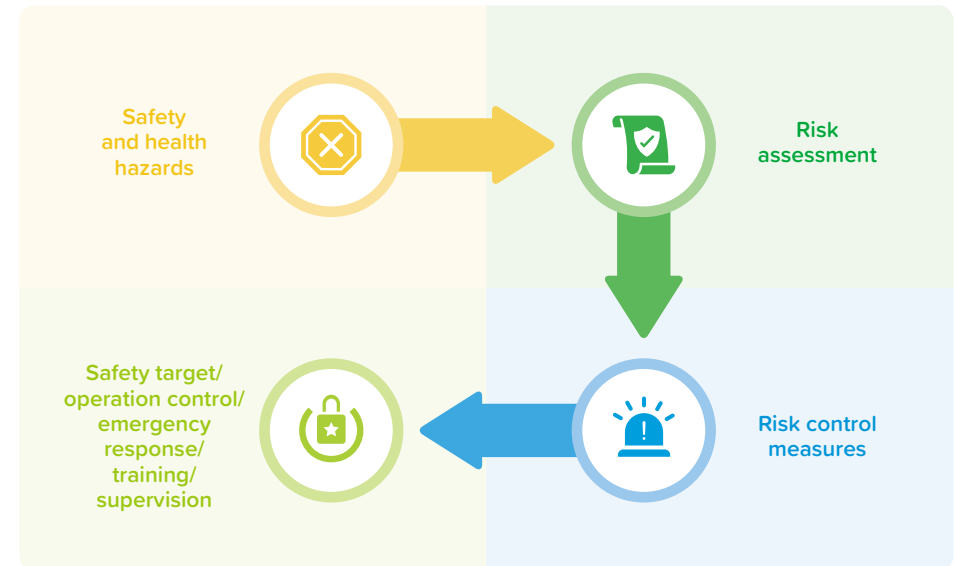 Safety
and health
hazards
Risk
assessment
Safety target/
operation control/
emergency
response/
training/
supervision
!
Risk control
measures